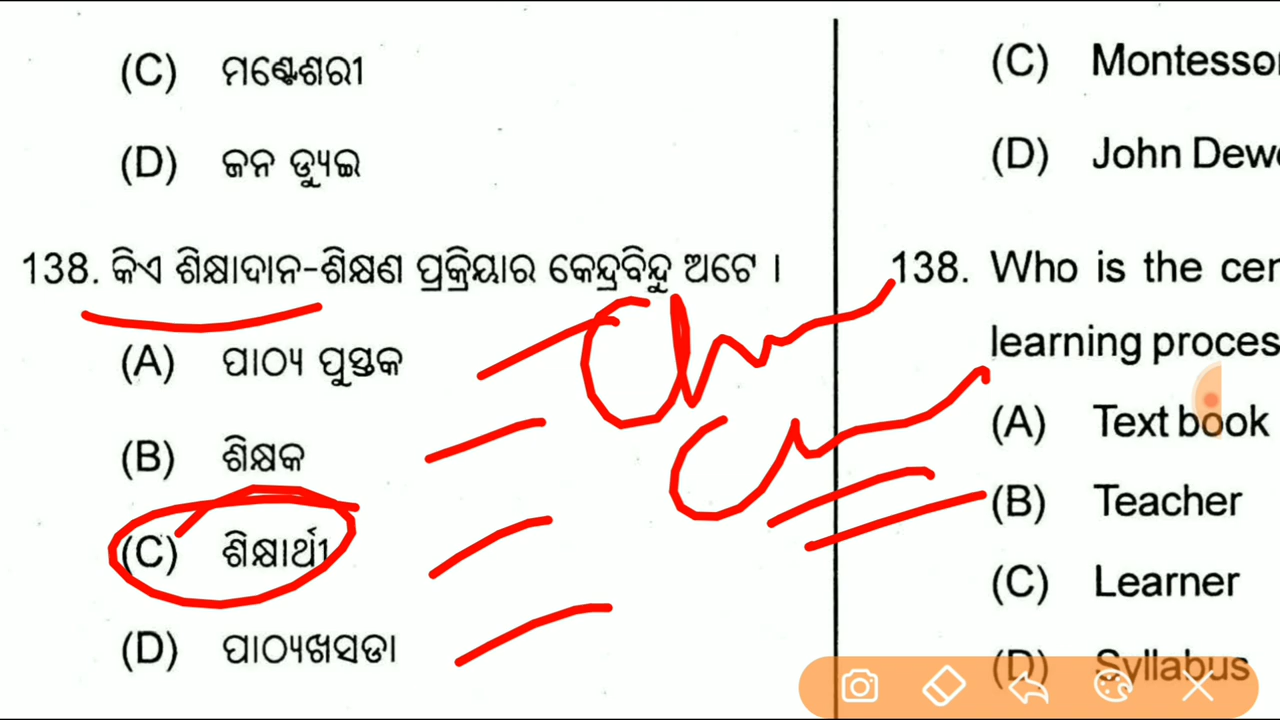 (C) ମଣ୍ଟେଶରୀ
(D) ଜନ ଡ୍ୟୁଇ
138. କିଏ ଶିକ୍ଷାଦାନ-ଶିକ୍ଷଣ ପ୍ରକ୍ରିୟାର କେନ୍ଦ୍ରବିନ୍ଦୁ ଅଟେ ।
(A) ପାଠ୍ୟ ପୁସ୍ତକ
(B) ଶିକ୍ଷକ
(C) ଶିକ୍ଷାର୍ଥୀ
(D) ପାଠ୍ୟଖସଡା
(C) Montesso
(D) John Dew
138. Who is the cen
learning proces
(A) Text book
(B) Teacher
(C) Learner
(D) Syllabus